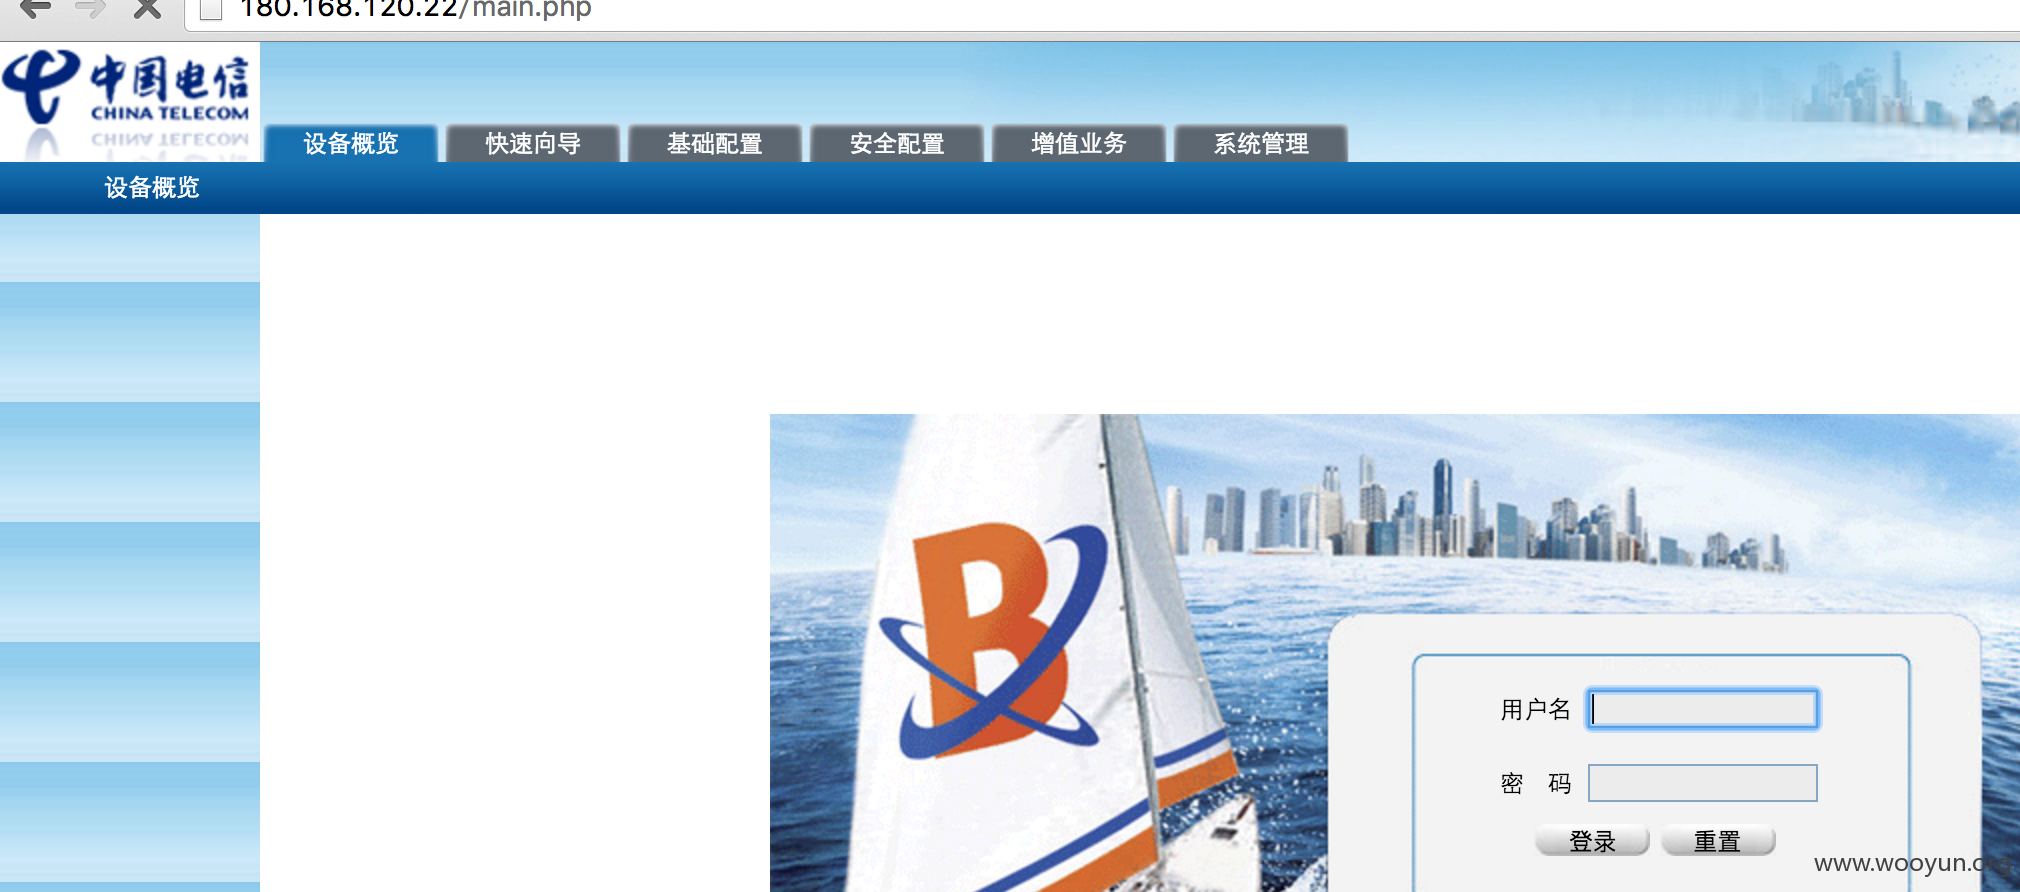 180.168.120.22/main.php
中国电信
CHINA TELECOM
设备概览 快速向导 基础配置 安全配置 增值业务 系统管理
设备概览
B
用户名
密 码
登录 重置
www.wooyun.org